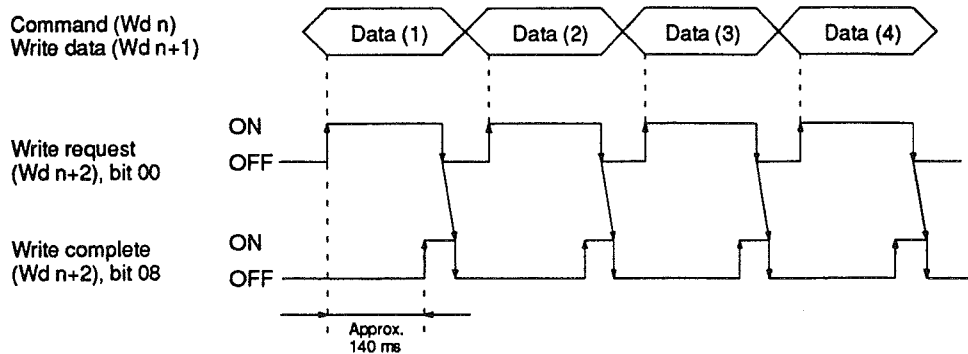 Command (Wd n)
Write data (Wd n+1)
Data (1) Data (2) Data (3) Data (4)
Write request
(Wd n+2), bit 00
ON
OFF
Write complete
(Wd n+2), bit 08
ON
OFF
Approx.
140 ms